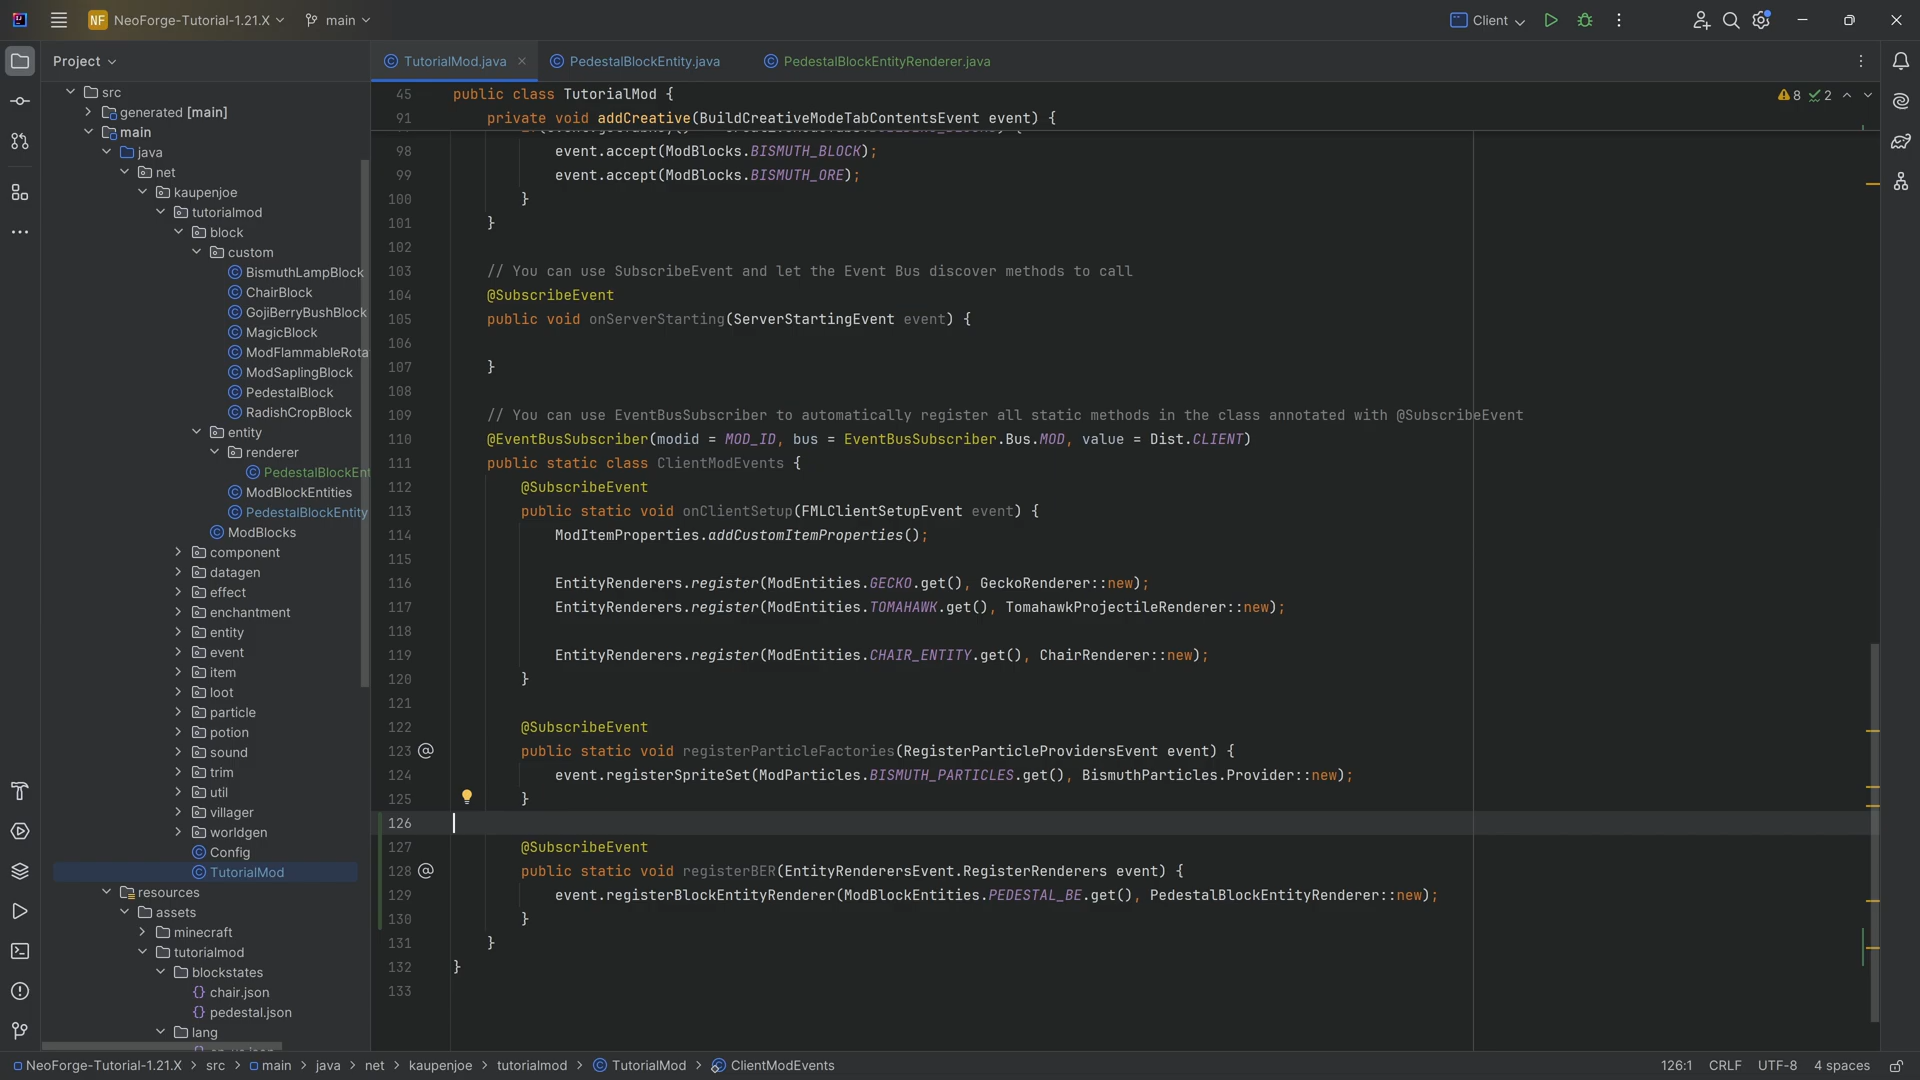 NF NeoForge-Tutorial-1.21.X main Client
Project
TutorialMod.java PedestalBlockEntity.java PedestalBlockEntityRenderer.java
src
generated [main]
main
java
net
kaupenjoe
tutorialmod
block
custom
BismuthLampBlock
ChairBlock
GojiBerryBushBlock
MagicBlock
ModFlammableRota
ModSaplingBlock
PedestalBlock
RadishCropBlock
entity
renderer
PedestalBlockEnt
ModBlockEntities
PedestalBlockEntity
ModBlocks
component
datagen
effect
enchantment
entity
event
item
loot
particle
potion
sound
trim
util
villager
worldgen
Config
TutorialMod
resources
assets
minecraft
tutorialmod
blockstates
chair.json
pedestal.json
lang
45 public class TutorialMod {
8 2
91 private void addCreative(BuildCreativeModeTabContentsEvent event) {
98 event.accept(ModBlocks.BISMUTH_BLOCK);
99 event.accept(ModBlocks.BISMUTH_ORE);
100 }
101 }
102
103 // You can use SubscribeEvent and let the Event Bus discover methods to call
104 @SubscribeEvent
105 public void onServerStarting(ServerStartingEvent event) {
106
107 }
108
109 // You can use EventBusSubscriber to automatically register all static methods in the class annotated with @SubscribeEvent
110 @EventBusSubscriber(modid = MOD_ID, bus = EventBusSubscriber.Bus.MOD, value = Dist.CLIENT)
111 public static class ClientModEvents {
112 @SubscribeEvent
113 public static void onClientSetup(FMLClientSetupEvent event) {
114 ModItemProperties.addCustomItemProperties();
115
116 EntityRenderers.register(ModEntities.GECKO.get(), GeckoRenderer::new);
117 EntityRenderers.register(ModEntities.TOMAHAWK.get(), TomahawkProjectileRenderer::new);
118
119 EntityRenderers.register(ModEntities.CHAIR_ENTITY.get(), ChairRenderer::new);
120 }
121
122 @SubscribeEvent
123 public static void registerParticleFactories(RegisterParticleProvidersEvent event) {
124 event.registerSpriteSet(ModParticles.BISMUTH_PARTICLES.get(), BismuthParticles.Provider::new);
125 }
126
127 @SubscribeEvent
128 public static void registerBER(EntityRenderersEvent.RegisterRenderers event) {
129 event.registerBlockEntityRenderer(ModBlockEntities.PEDESTAL_BE.get(), PedestalBlockEntityRenderer::new);
130 }
131 }
132 }
133
NeoForge-Tutorial-1.21.X > src > main > java > net > kaupenjoe > tutorialmod > TutorialMod > ClientModEvents
126:1 CRLF UTF-8 4 spaces